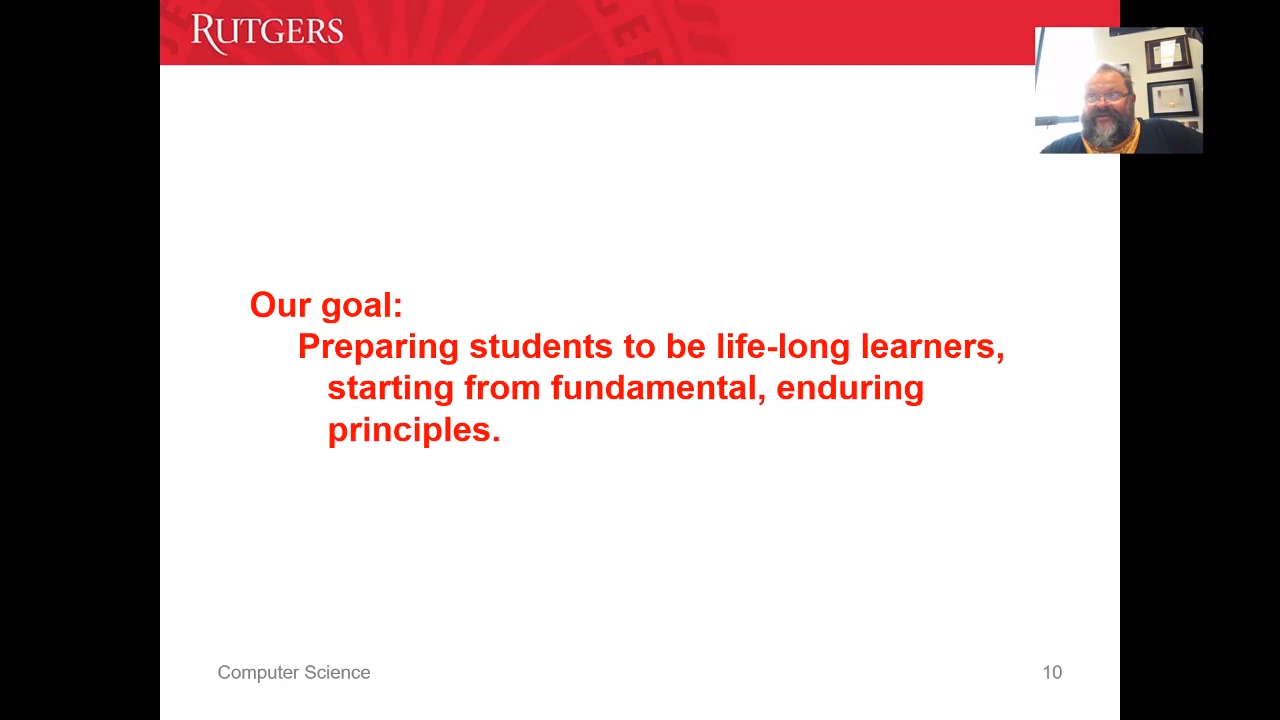 RUTGERS
Our goal:
Preparing students to be life-long learners,
starting from fundamental, enduring
principles.
Computer Science
10